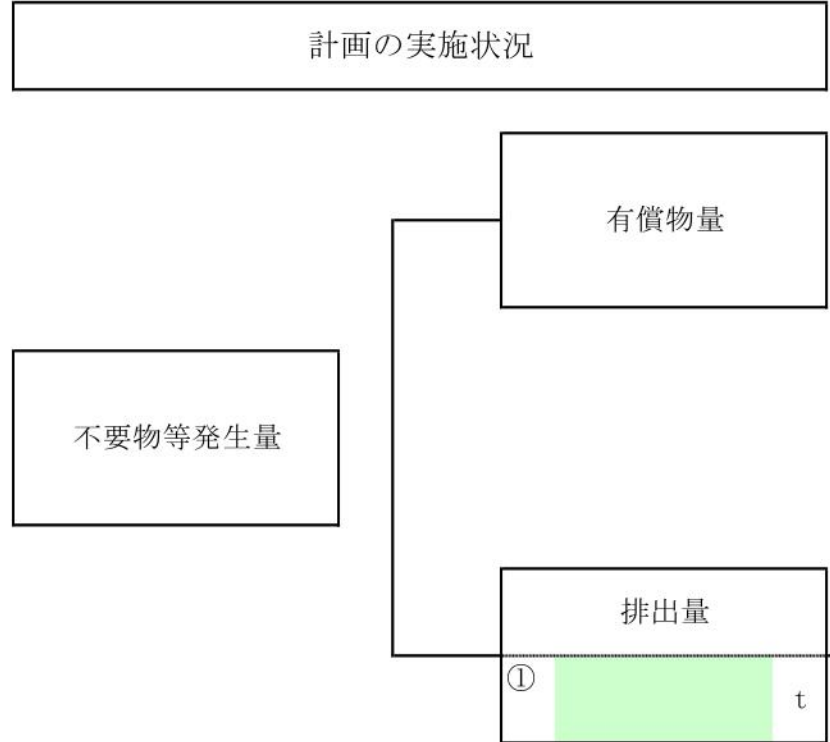 計画の実施状況
有償物量
不要物等発生量
排出量
①
t